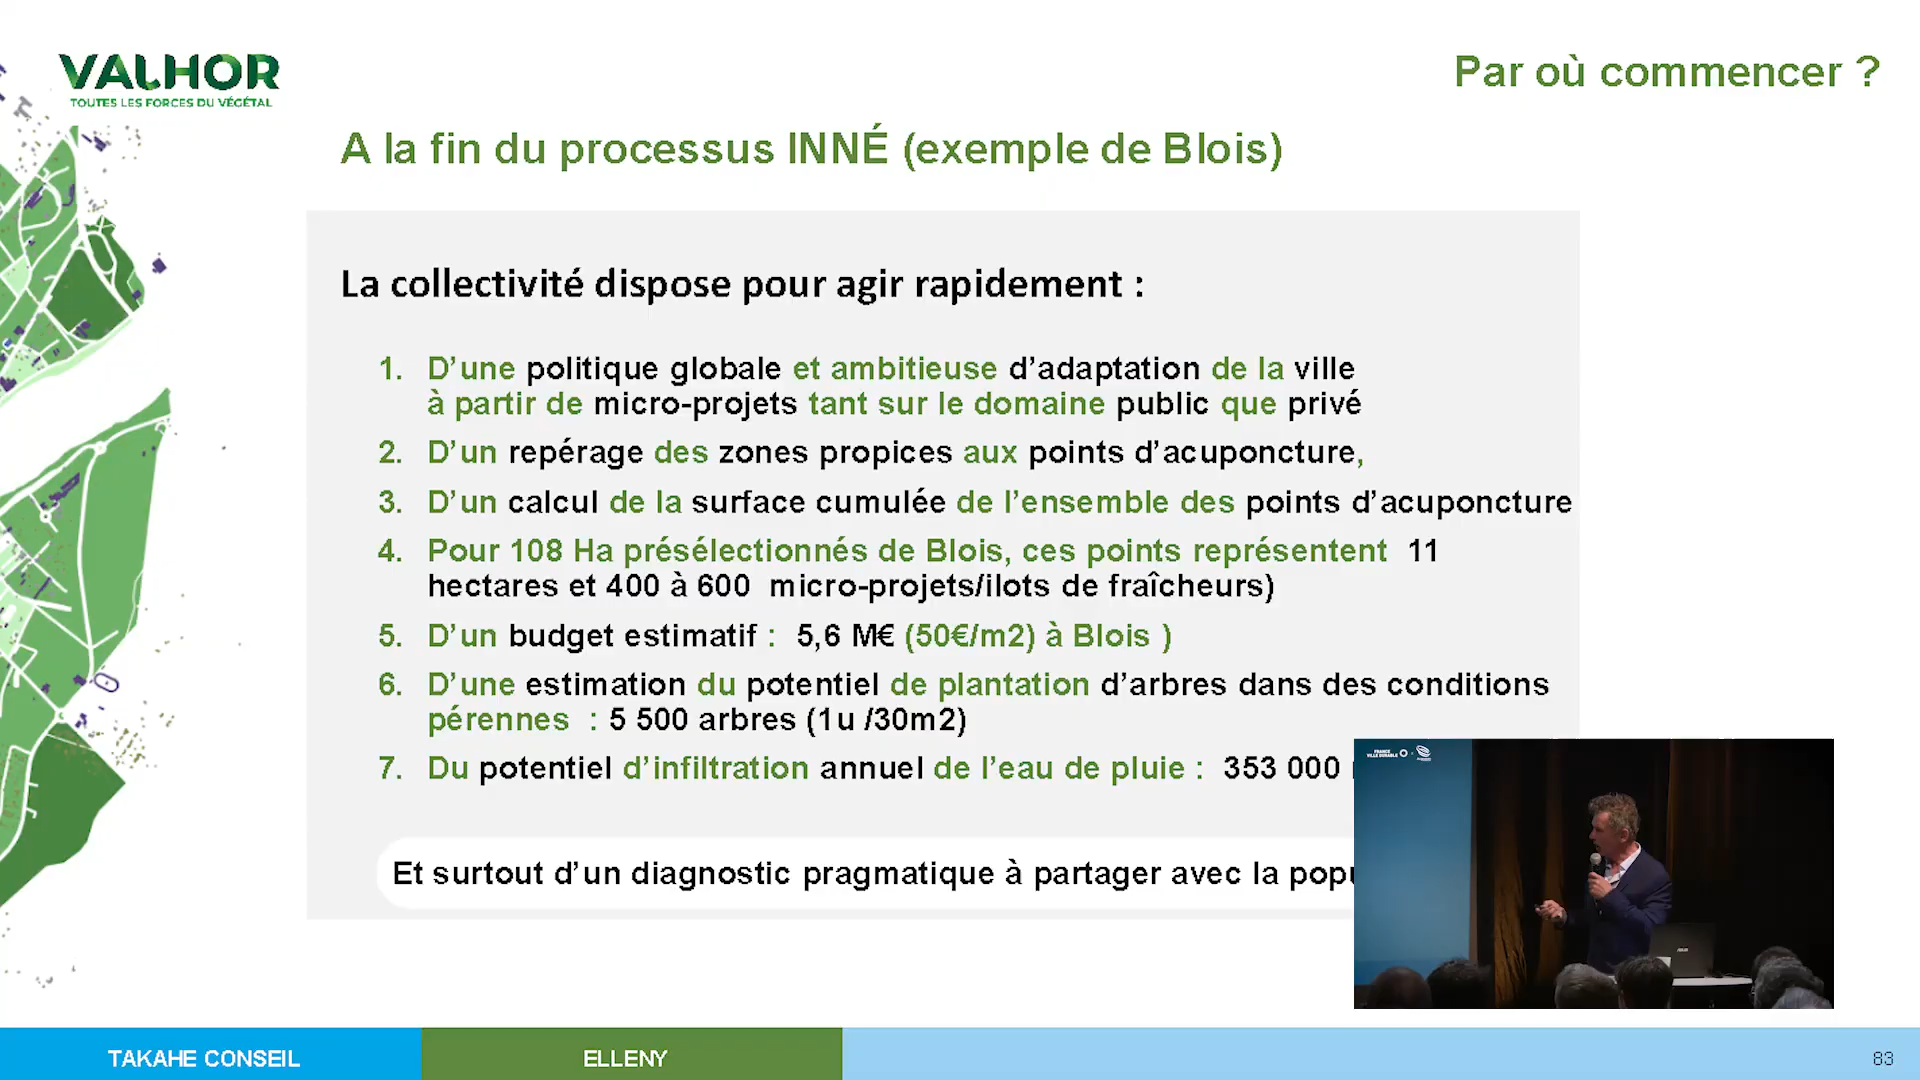 VALHOR
TOUTES LES FORCES DU VÉGÉTAL
Par où commencer ?
A la fin du processus INNÉ (exemple de Blois)
La collectivité dispose pour agir rapidement :
1. D’une politique globale et ambitieuse d’adaptation de la ville
à partir de micro-projets tant sur le domaine public que privé
2. D’un repérage des zones propices aux points d’acuponcture,
3. D’un calcul de la surface cumulée de l’ensemble des points d’acuponcture
4. Pour 108 Ha présélectionnés de Blois, ces points représentent 11
hectares et 400 à 600 micro-projets/ilots de fraîcheurs)
5. D’un budget estimatif : 5,6 M€ (50€/m2) à Blois )
6. D’une estimation du potentiel de plantation d’arbres dans des conditions
pérennes : 5 500 arbres (1u /30m2)
7. Du potentiel d’infiltration annuel de l’eau de pluie : 353 000
Et surtout d’un diagnostic pragmatique à partager avec la
FRANCE
VILLE DURABLE
ASUS
TAKAHE CONSEIL
ELLENY
83